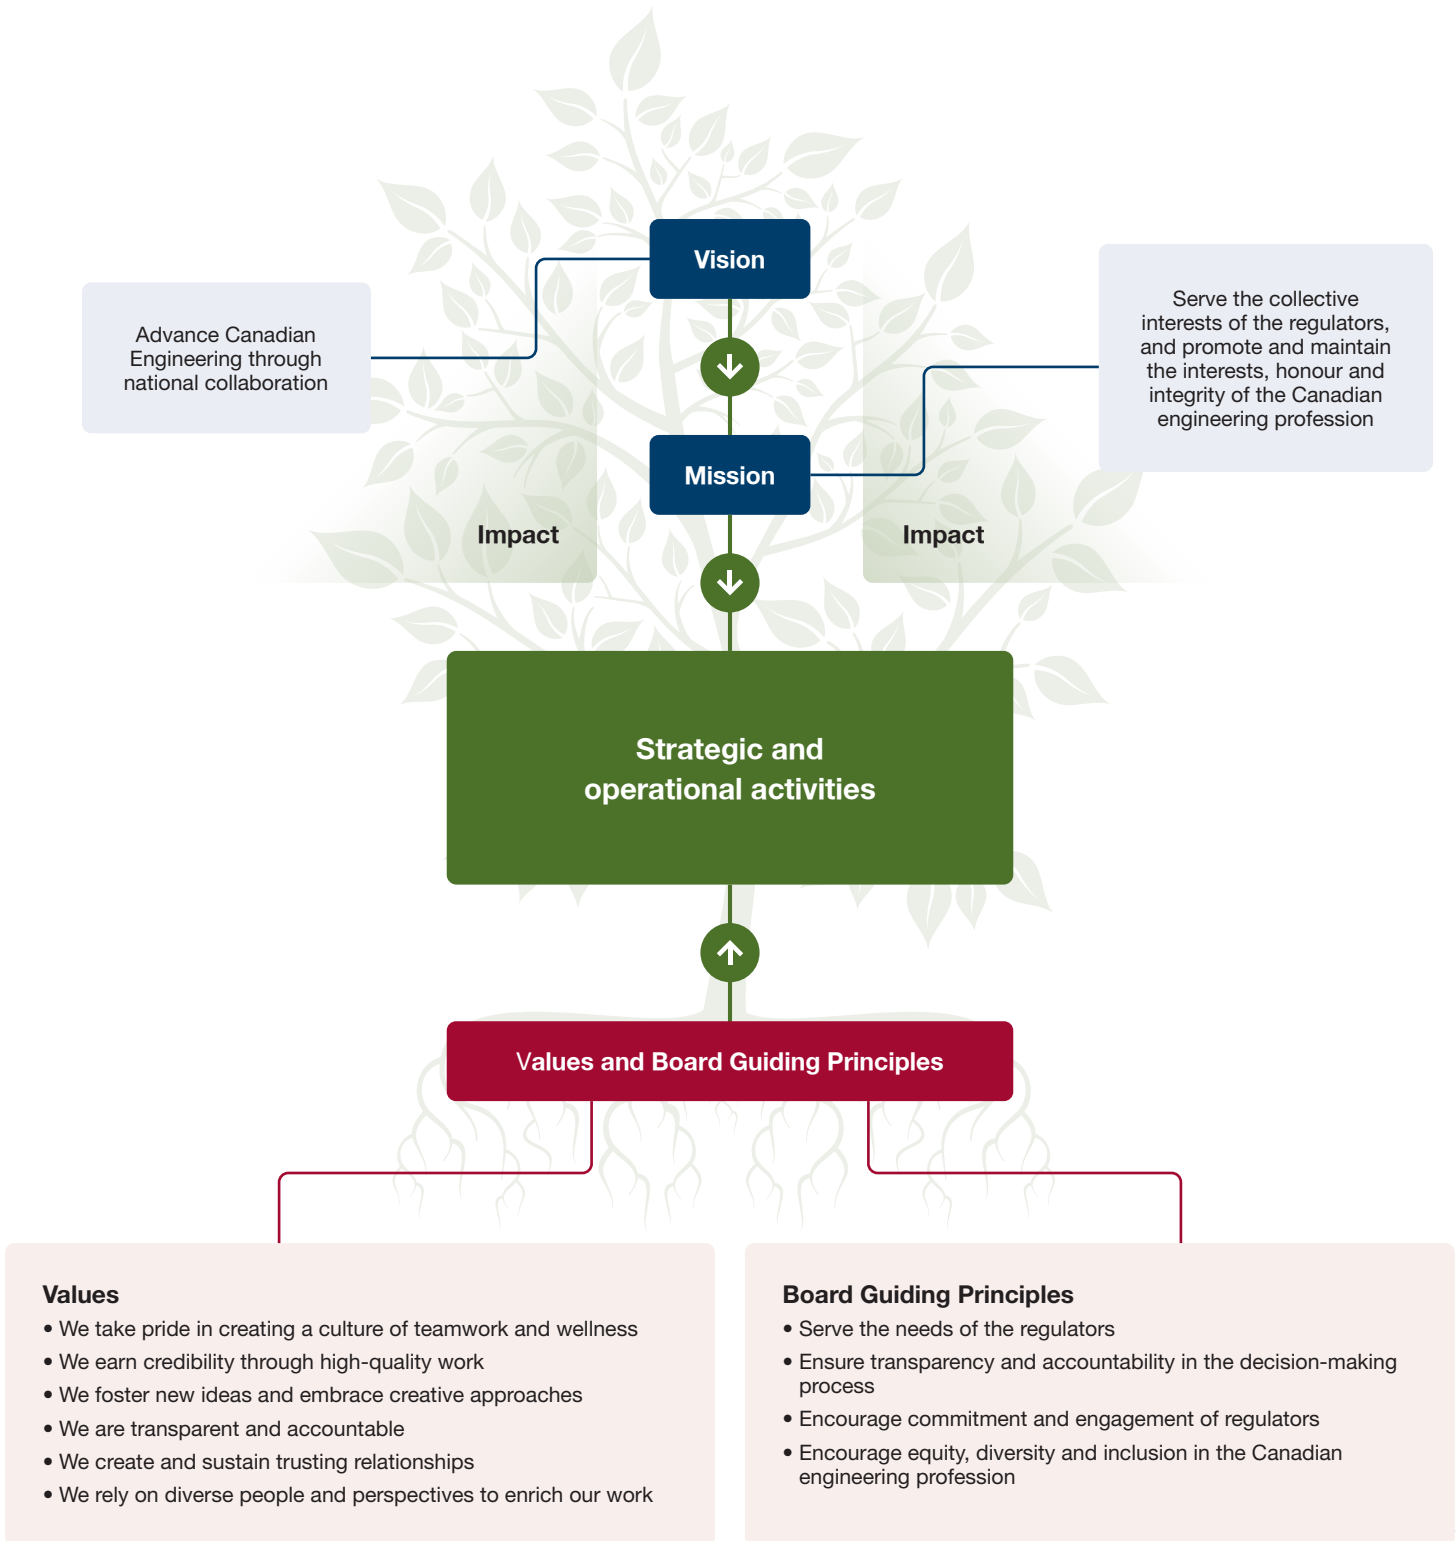 Vision
Advance Canadian
Engineering through
national collaboration
Serve the collective
interests of the regulators,
and promote and maintain
the interests, honour and
integrity of the Canadian
engineering profession
Mission
Impact
Impact
Strategic and
operational activities
Values and Board Guiding Principles
Values
• We take pride in creating a culture of teamwork and wellness
• We earn credibility through high-quality work
• We foster new ideas and embrace creative approaches
• We are transparent and accountable
• We create and sustain trusting relationships
• We rely on diverse people and perspectives to enrich our work
Board Guiding Principles
• Serve the needs of the regulators
• Ensure transparency and accountability in the decision-making
process
• Encourage commitment and engagement of regulators
• Encourage equity, diversity and inclusion in the Canadian
engineering profession